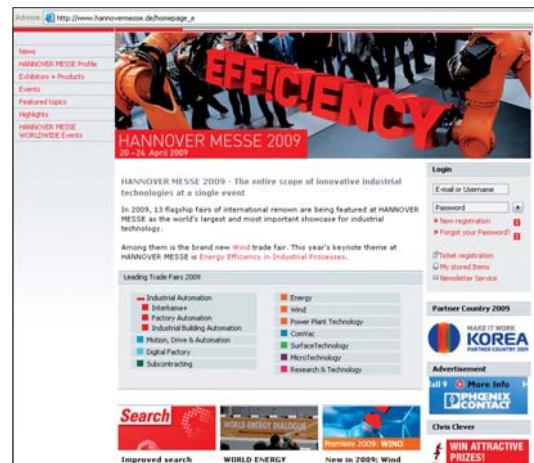 Adresse http://www.hannovermesse.de/homepage_e
News
HANNOVER MESSE Profile
Exhibitors + Products
Events
Featured topics
Highlights
HANNOVER MESSE
WORLDWIDE Events
EFFICIENCY
HANNOVER MESSE 2009
20 - 24 April 2009
HANNOVER MESSE 2009 - The entire scope of innovative industrial
technologies at a single event
In 2009, 13 flagship fairs of international renown are being featured at HANNOVER
MESSE as the world's largest and most important showcase for industrial
technology.
Among them is the brand new Wind trade fair. This year's keynote theme at
HANNOVER MESSE is Energy Efficiency in Industrial Processes.
Leading Trade Fairs 2009
Industrial Automation
Interkama+
Factory Automation
Industrial Building Automation
Motion, Drive & Automation
Digital Factory
Subcontracting
Energy
Wind
Power Plant Technology
ComVac
SurfaceTechnology
MicroTechnology
Research & Technology
Search
Improved search
WORLD ENERGY DIALOGUE
WORLD ENERGY
Premiere 2009: WIND
New in 2009: Wind
Login
E-mail or Username
Password
New registration
Forgot your Password?
Ticket registration
My stored Items
Newsletter Service
Partner Country 2009
MAKE IT WORK
KOREA
PARTNER COUNTRY 2009
Advertisement
all 9 More Info H
PHŒNIX
CONTACT
Chris Clever
WIN ATTRACTIVE
PRIZES!